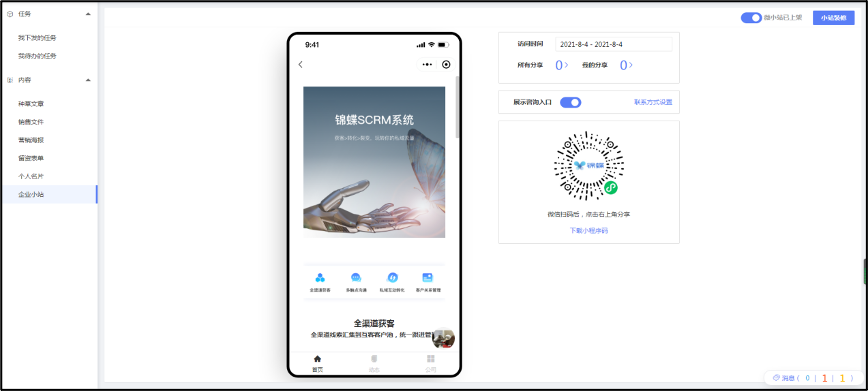 任务
我下发的任务
我待办的任务
内容
种草文章
销售文件
营销海报
留资表单
个人名片
企业小站
微小站已上架
小站装修
9:41
锦蝶SCRM系统
全渠道获客
多触点沟通
私域互动转化
客户关系管理
全渠道获客
全渠道线索汇集到互客客户池，统一跟进管
首页
动态
公司
访问时间
2021-8-4 - 2021-8-4
所有分享 0
我的分享 0
展示咨询入口
联系方式设置
锦蝶
微信扫码后，点击右上角分享
下载小程序码
消息 ( 0 | 1 | 1 )